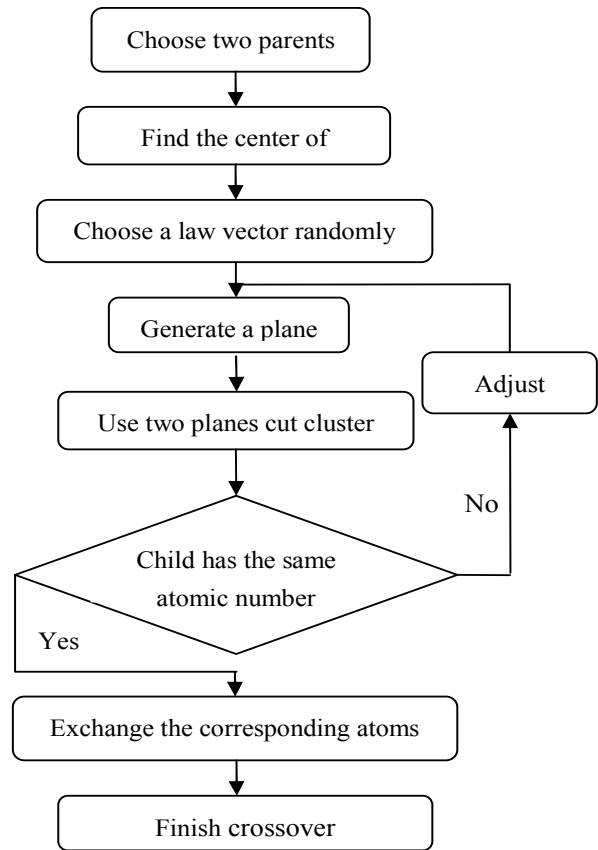 Choose two parents
Find the center of
Choose a law vector randomly
Generate a plane
Adjust
Use two planes cut cluster
No
Child has the same
atomic number
Yes
Exchange the corresponding atoms
Finish crossover